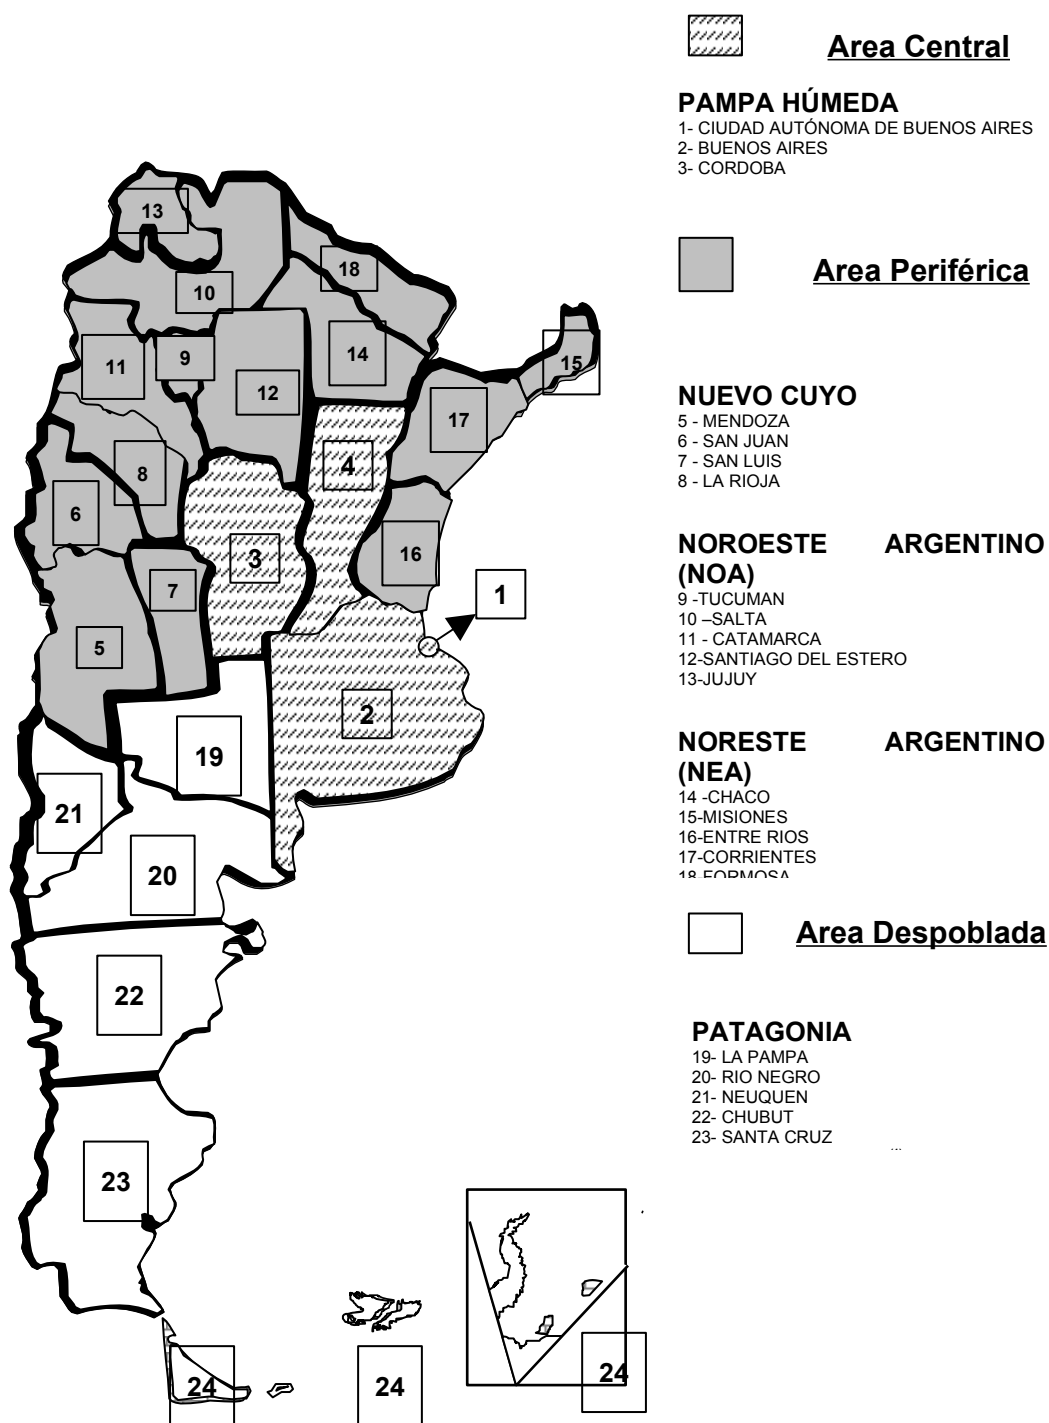 Area Central
PAMPA HÚMEDA
1- CIUDAD AUTÓNOMA DE BUENOS AIRES
2- BUENOS AIRES
3- CORDOBA
Area Periférica
NUEVO CUYO
5 - MENDOZA
6 - SAN JUAN
7 - SAN LUIS
8 - LA RIOJA
NOROESTE ARGENTINO
(NOA)
9 -TUCUMAN
10 –SALTA
11 - CATAMARCA
12-SANTIAGO DEL ESTERO
13-JUJUY
NORESTE ARGENTINO
(NEA)
14 -CHACO
15-MISIONES
16-ENTRE RIOS
17-CORRIENTES
18-FORMOSA
Area Despoblada
PATAGONIA
19- LA PAMPA
20- RIO NEGRO
21- NEUQUEN
22- CHUBUT
23- SANTA CRUZ
13
18
10
14
15
9
11
12
17
4
8
6
16
3
7
1
5
2
19
21
20
22
23
24
24
24